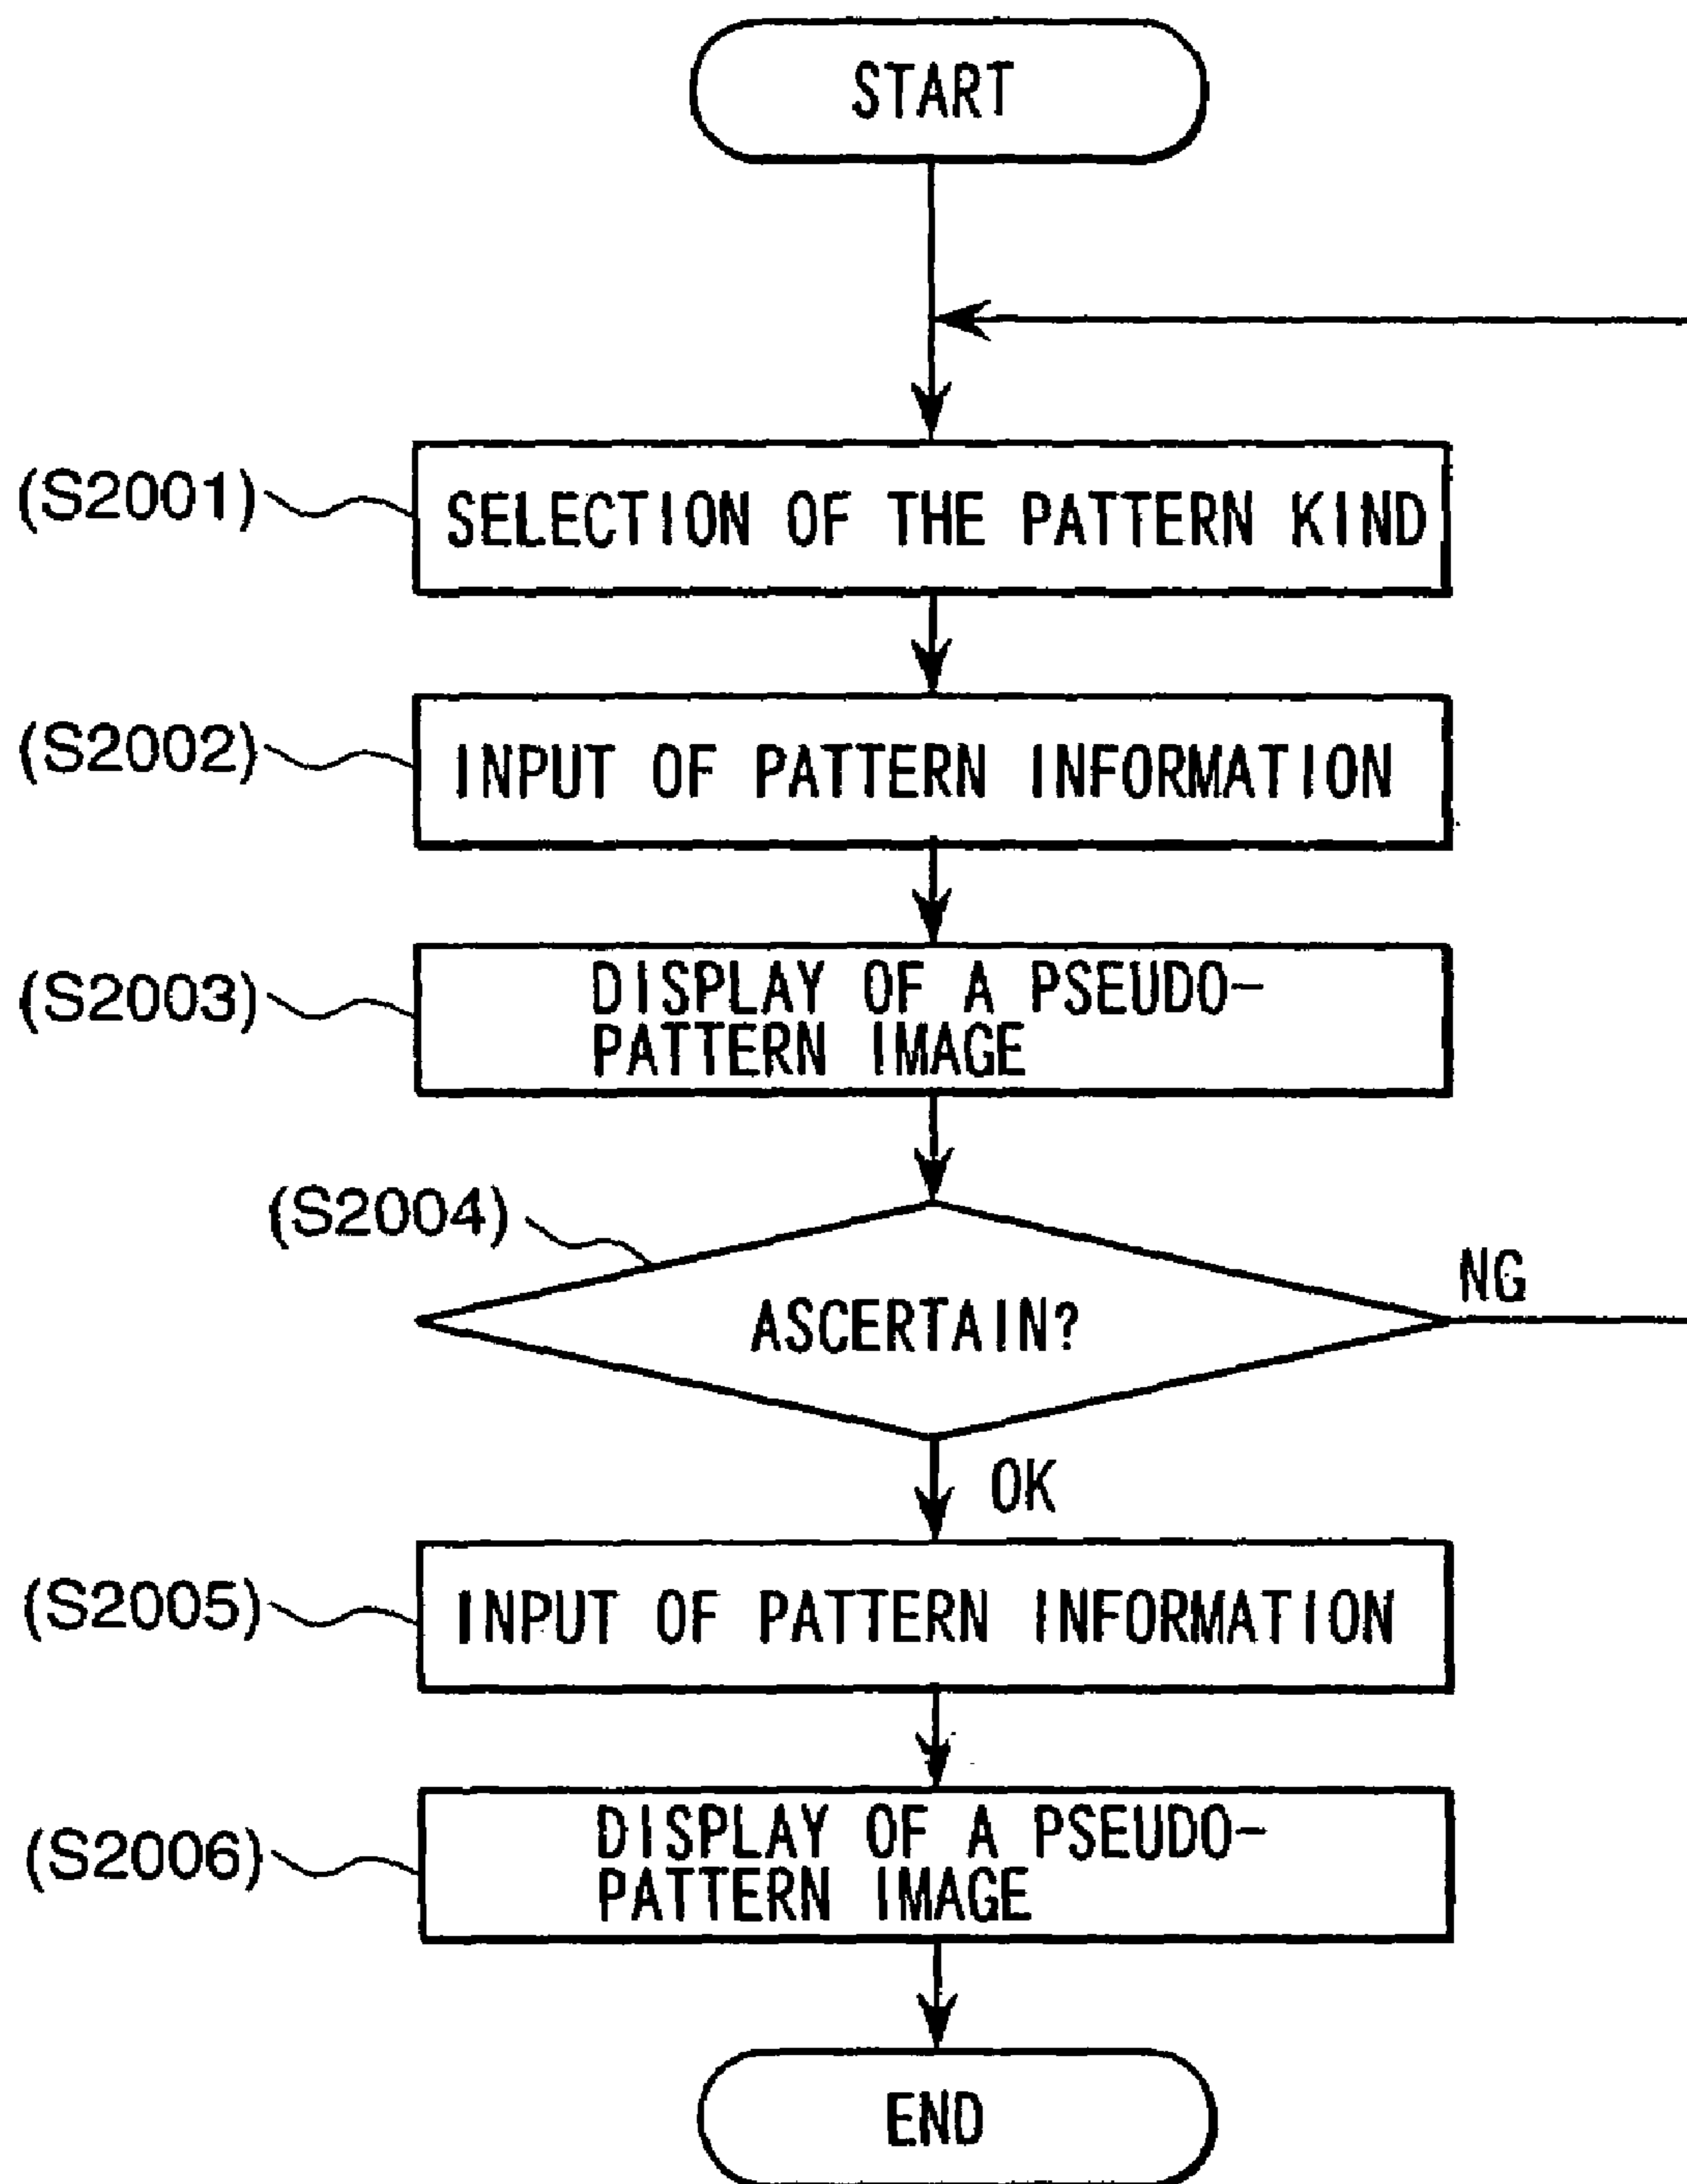 START
(S2001) SELECTION OF THE PATTERN KIND
(S2002) INPUT OF PATTERN INFORMATION
(S2003) DISPLAY OF A PSEUDO-
PATTERN IMAGE
(S2004)
ASCERTAIN?
NG
OK
(S2005) INPUT OF PATTERN INFORMATION
(S2006) DISPLAY OF A PSEUDO-
PATTERN IMAGE
END